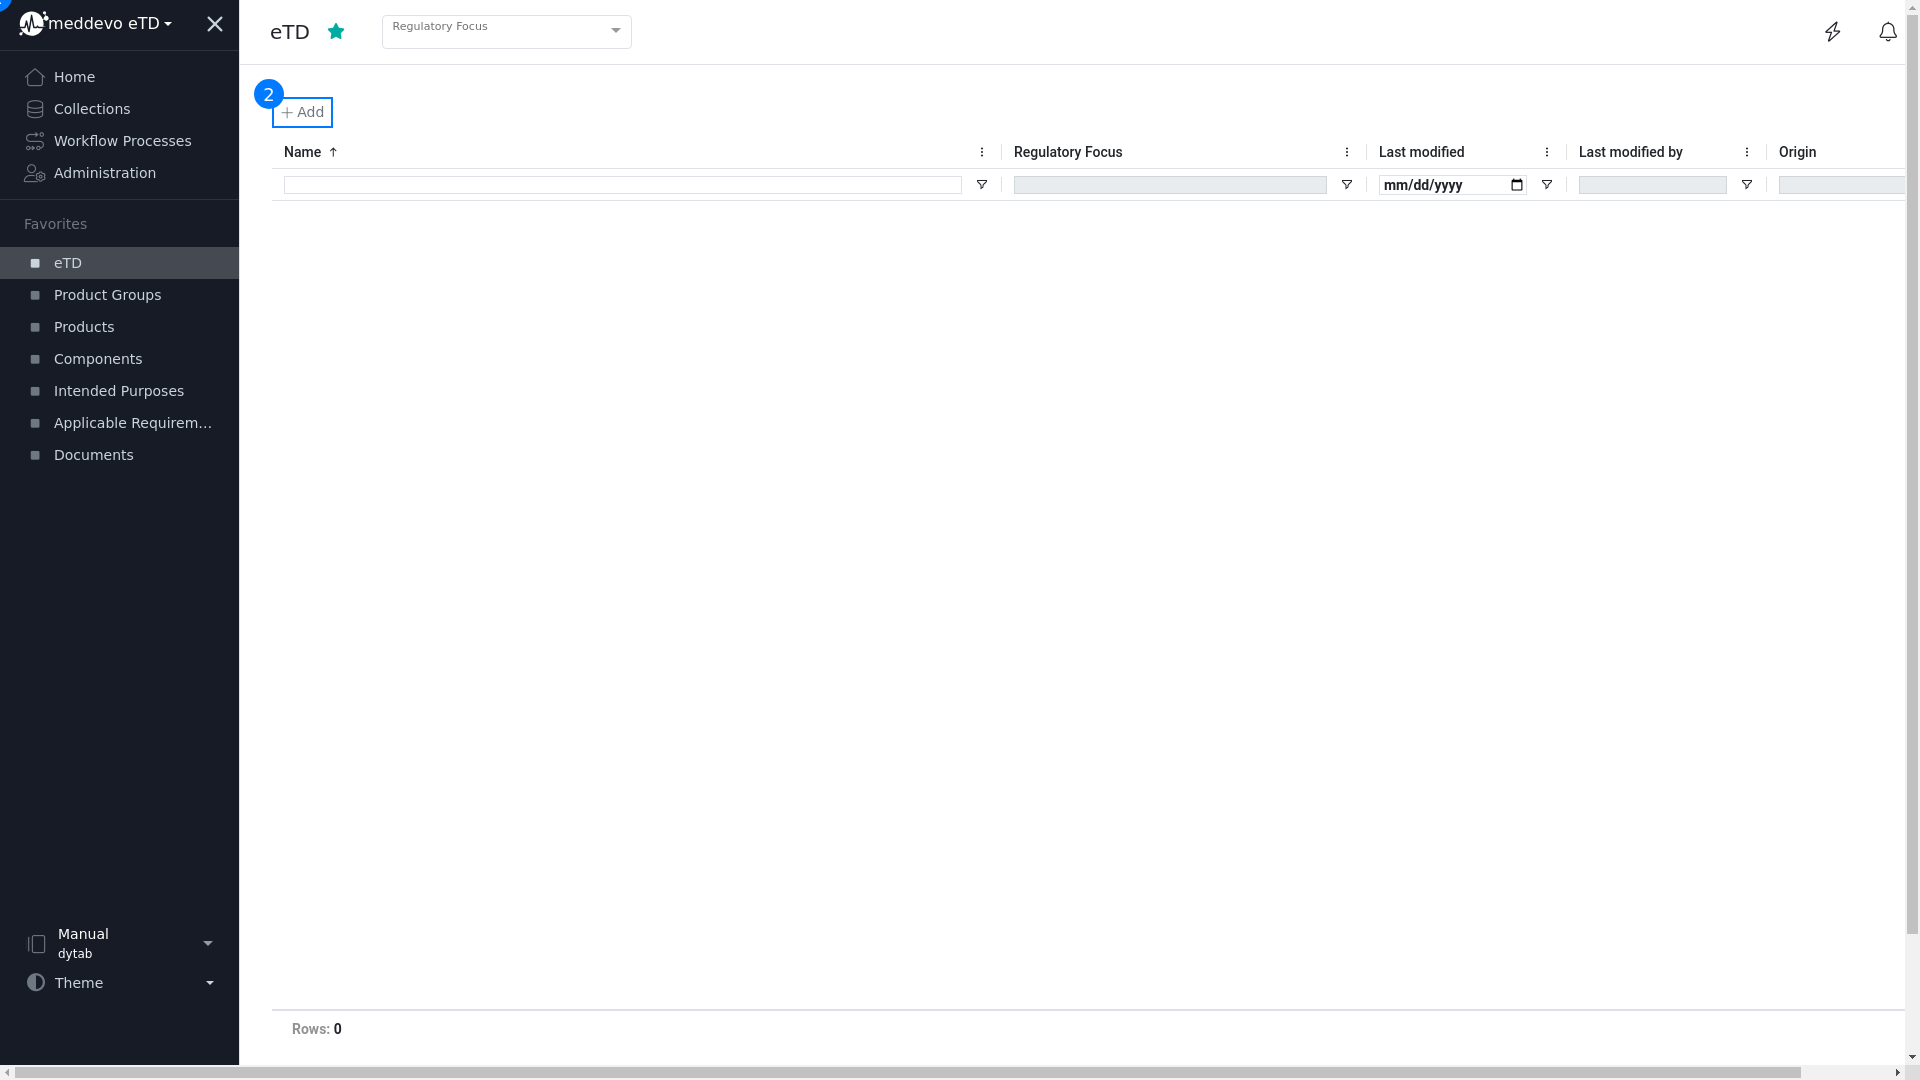 meddevo eTD
Home
Collections
Workflow Processes
Administration
Favorites
eTD
Product Groups
Products
Components
Intended Purposes
Applicable Requirem...
Documents
Manual
dytab
Theme
eTD
Regulatory Focus
2
Add
Name
Regulatory Focus
Last modified
Last modified by
Origin
mm/dd/yyyy
Rows: 0